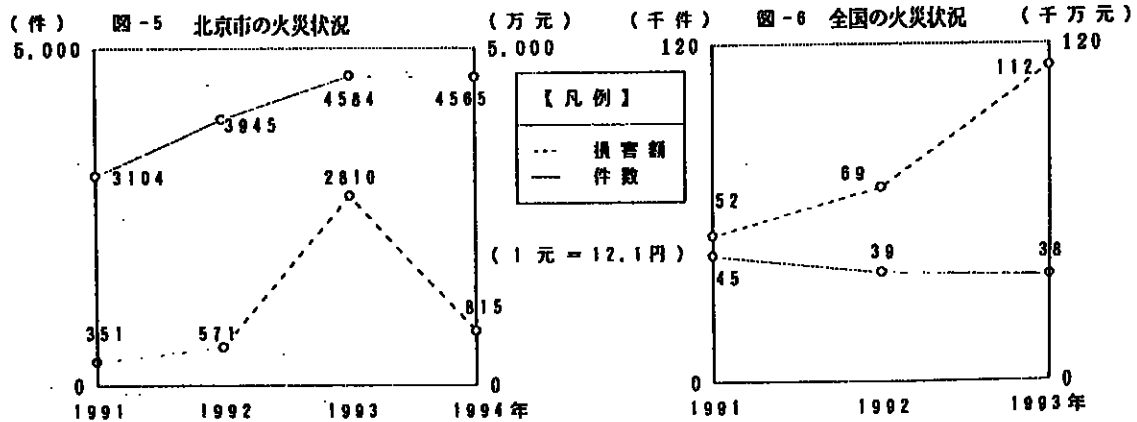 (件) 図-5 北京市の火災状況 (万元)
5,000 5,000
4584 4565
3945
3104
2810
351 571 815
0 0
1991 1992 1993 1994年
【凡例】
--- 損害額
── 件数
(1元=12.1円)
(千件) 図-6 全国の火災状況 (千万元)
120 120
112
69
52
45 39 38
0 0
1991 1992 1993年